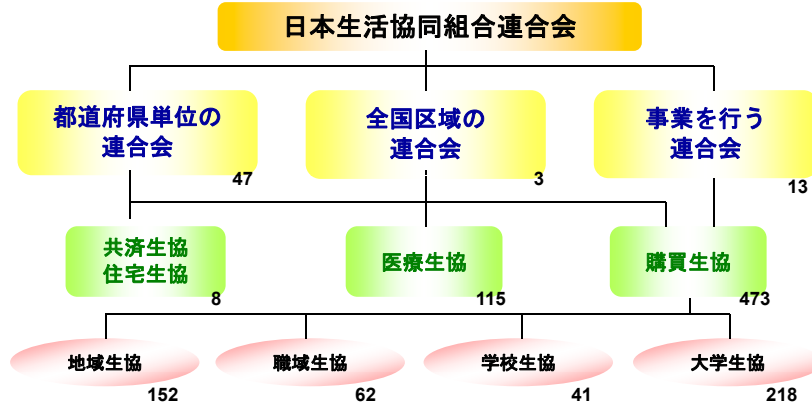 日本生活協同組合連合会
都道府県単位の
連合会
47
全国区域の
連合会
3
事業を行う
連合会
13
共済生協
住宅生協
8
医療生協
115
購買生協
473
地域生協
152
職域生協
62
学校生協
41
大学生協
218